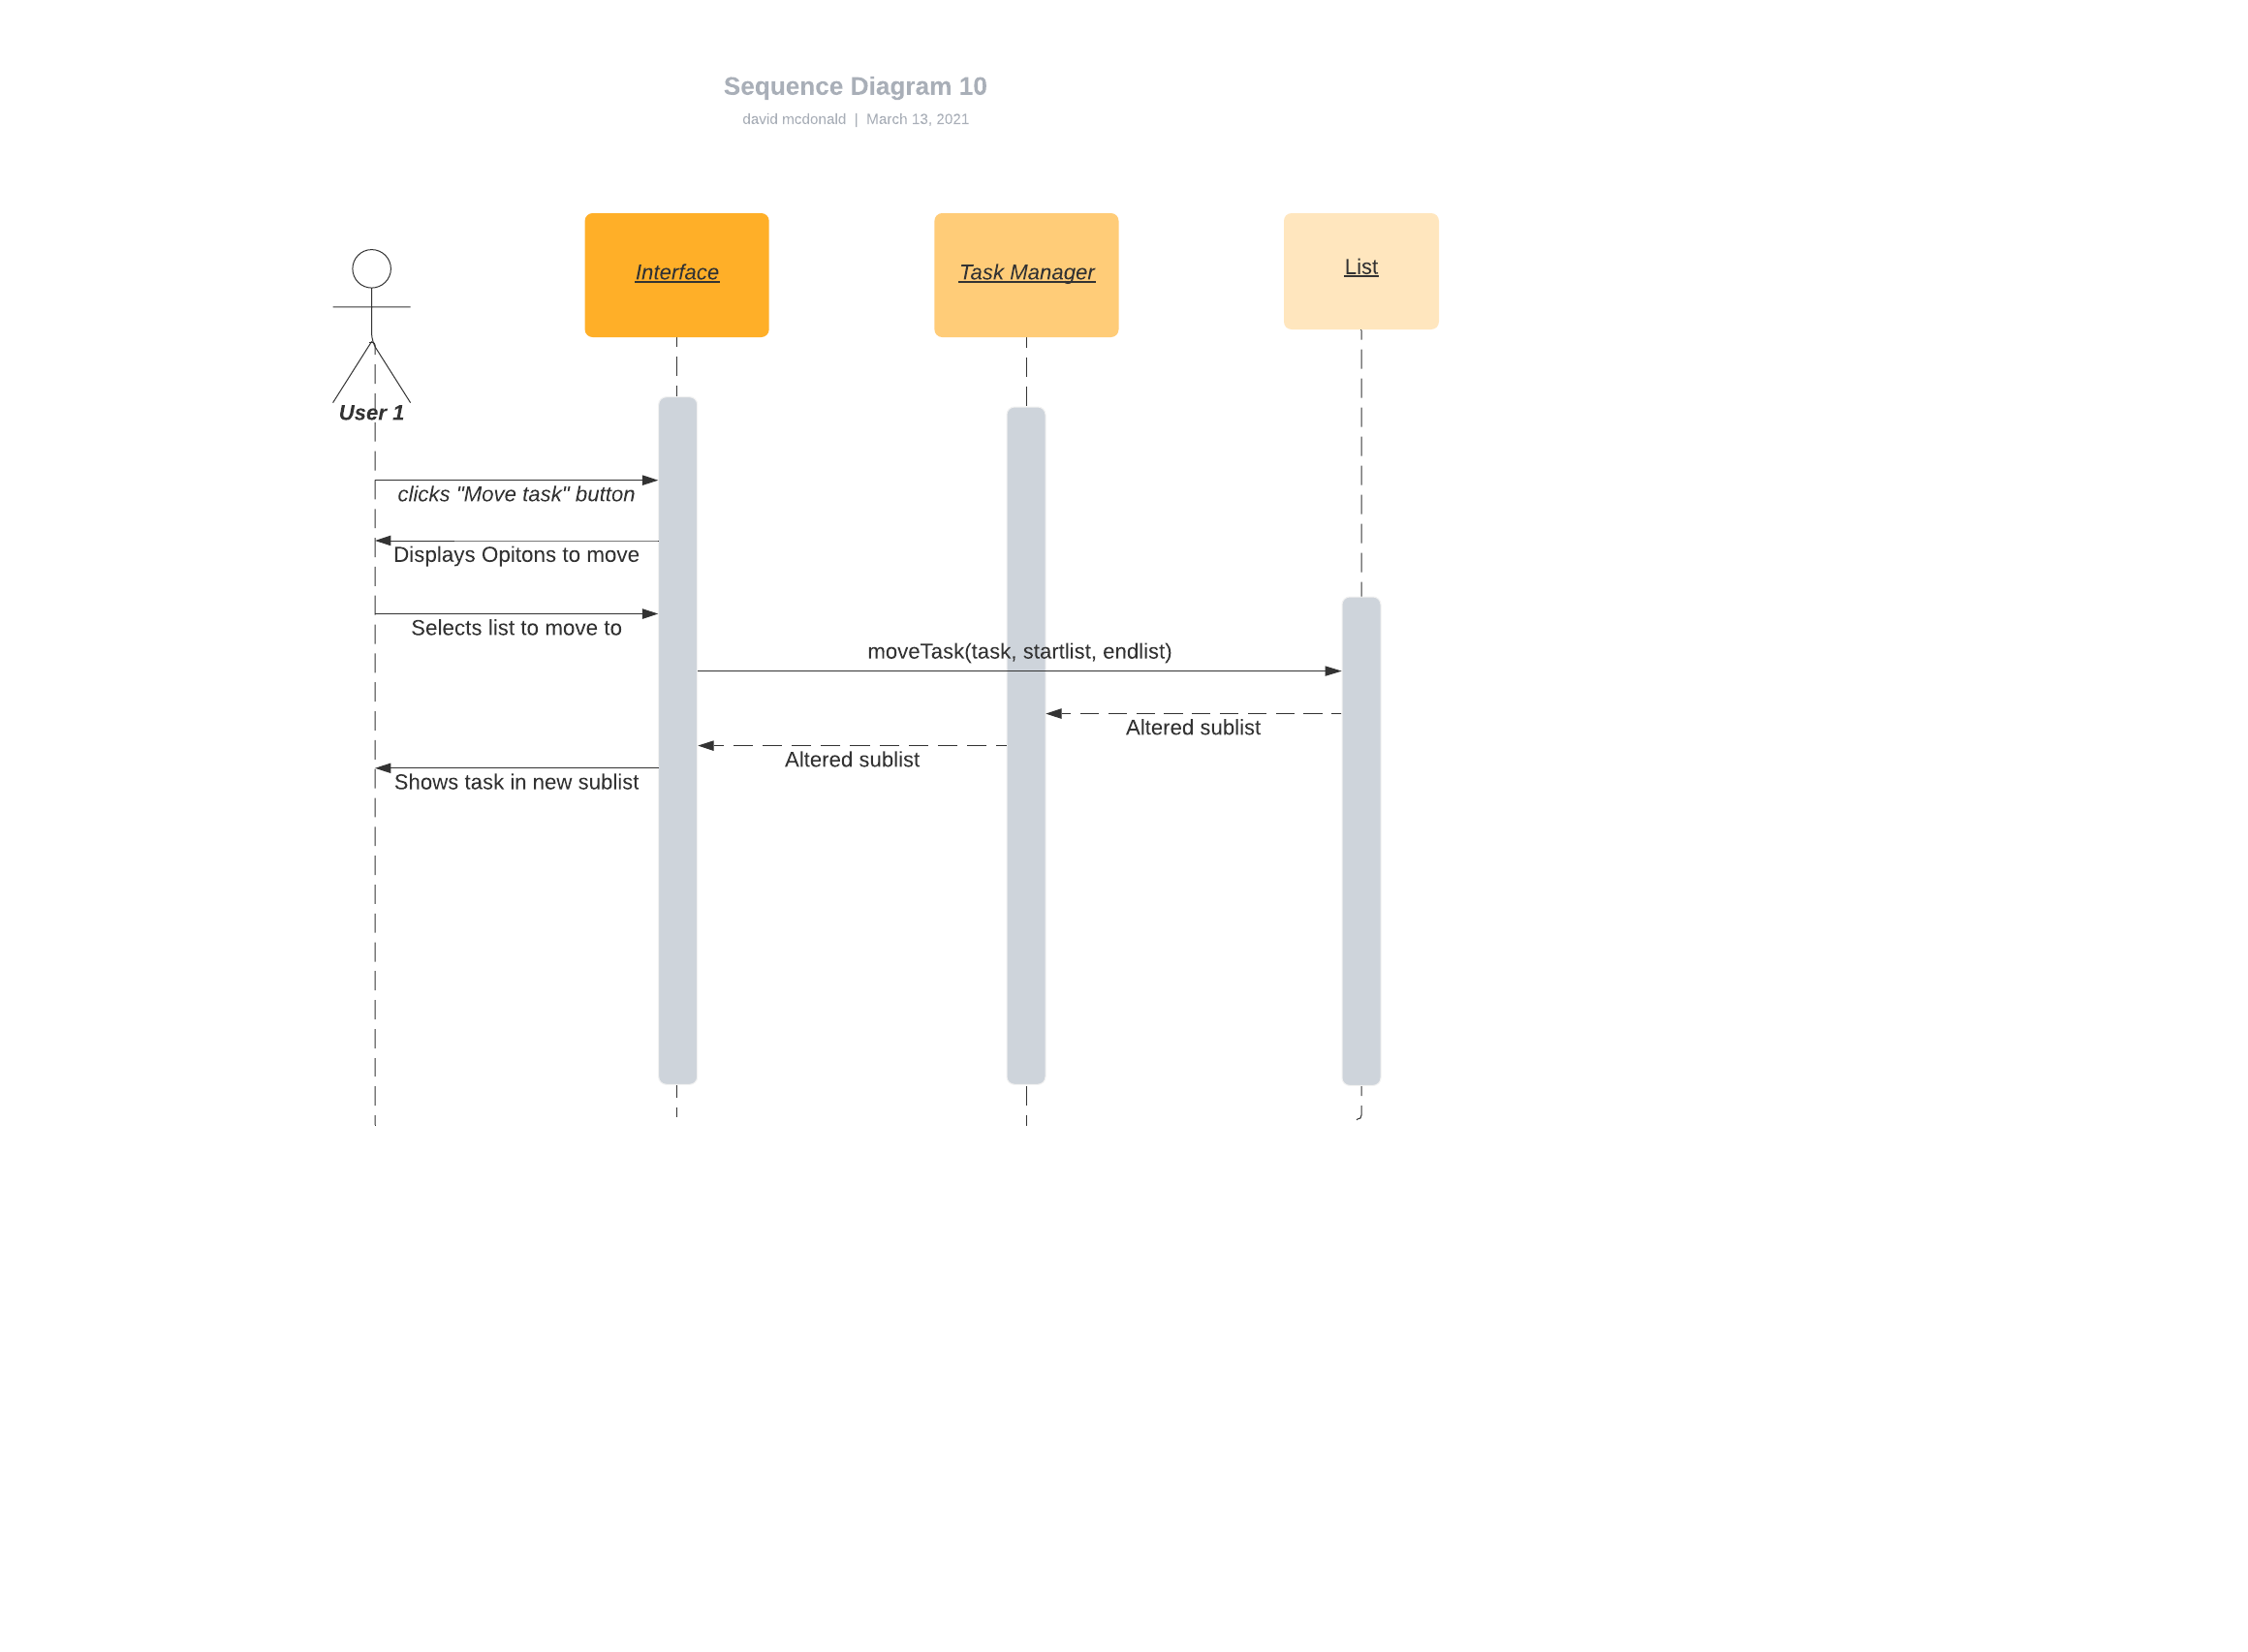 Sequence Diagram 10
david mcdonald | March 13, 2021
Interface
Task Manager
List
User 1
clicks "Move task" button
Displays Opitons to move
Selects list to move to
moveTask(task, startlist, endlist)
Altered sublist
Altered sublist
Shows task in new sublist